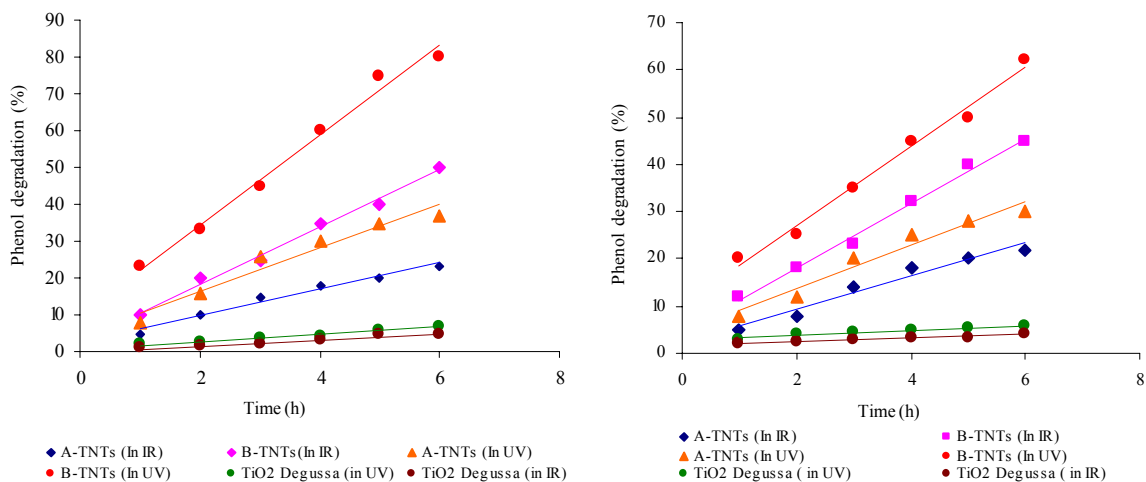 Phenol degradation (%)
90
80
70
60
50
40
30
20
10
0
0 2 4 6 8
Time (h)
A-TNTs (In IR) B-TNTs (In IR) A-TNTs (In UV)
B-TNTs (In UV) TiO2 Degussa (in UV) TiO2 Degussa (in IR)
Phenol degradation (%)
70
60
50
40
30
20
10
0
0 2 4 6 8
Time (h)
A-TNTs (In IR) B-TNTs (In IR)
A-TNTs (In UV) B-TNTs (In UV)
TiO2 Degussa ( in UV) TiO2 Degussa ( in IR)